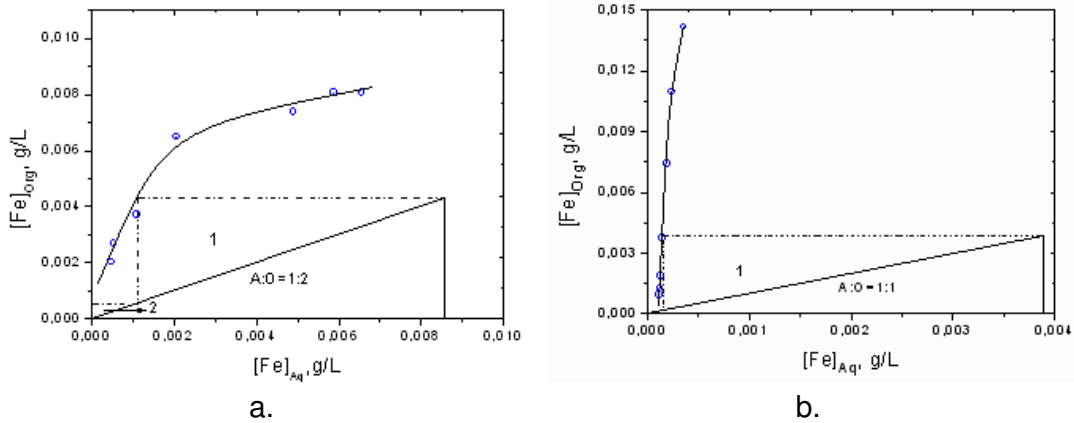 0,010
0,008
0,006
0,004
0,002
0,000
[Fe]Org, g/L
1
A:O = 1:2
2
0,000 0,002 0,004 0,006 0,008 0,010
[Fe]Aq, g/L
a.
0,015
0,012
0,009
0,006
0,003
0,000
[Fe]Org, g/L
1
A:O = 1:1
0,000 0,001 0,002 0,003 0,004
[Fe]Aq, g/L
b.